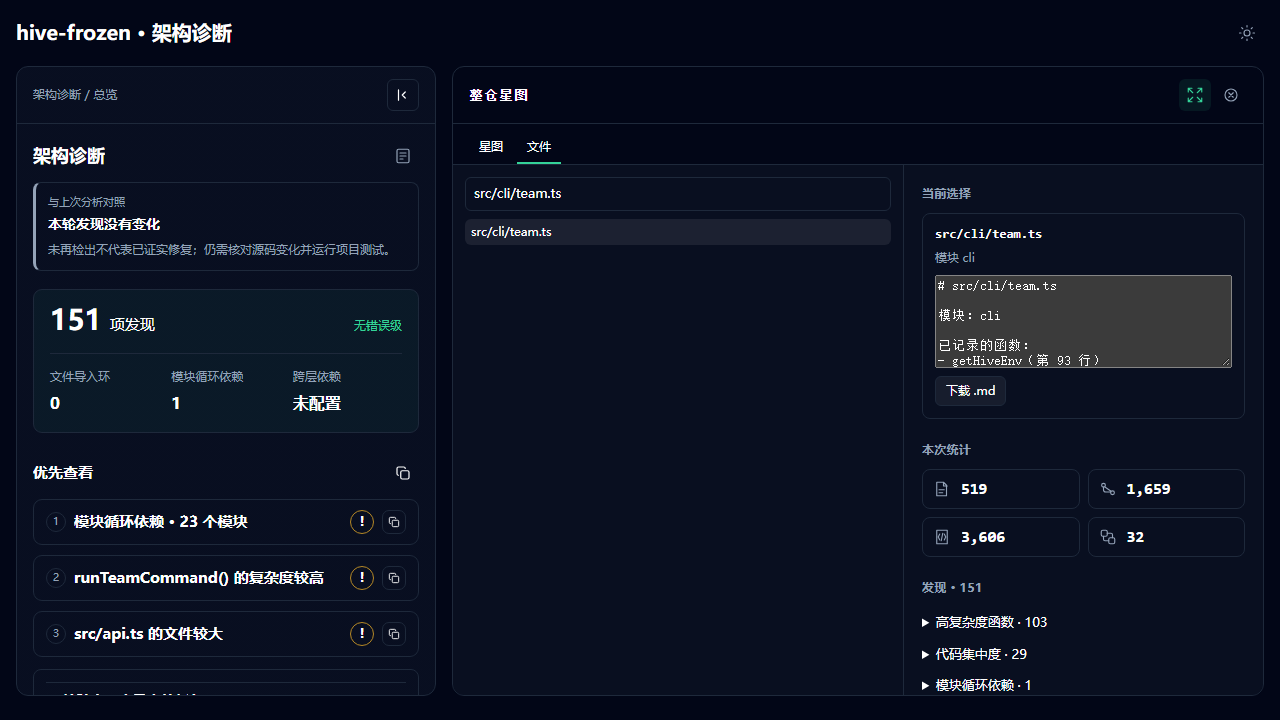 hive-frozen • 架构诊断
架构诊断 / 总览
架构诊断
与上次分析对照
本轮发现没有变化
未再检出不代表已证实修复；仍需核对源码变化并运行项目测试。
151 项发现
无错误级
文件导入环
模块循环依赖
跨层依赖
0
1
未配置
优先查看
1 模块循环依赖 • 23 个模块 !
2 runTeamCommand() 的复杂度较高 !
3 src/api.ts 的文件较大 !
整仓星图
星图
文件
src/cli/team.ts
src/cli/team.ts
当前选择
src/cli/team.ts
模块 cli
# src/cli/team.ts
模块：cli
已记录的函数：
- getHiveEnv（第 93 行）
下载 .md
本次统计
519
1,659
3,606
32
发现 • 151
▶ 高复杂度函数 · 103
▶ 代码集中度 · 29
▶ 模块循环依赖 · 1